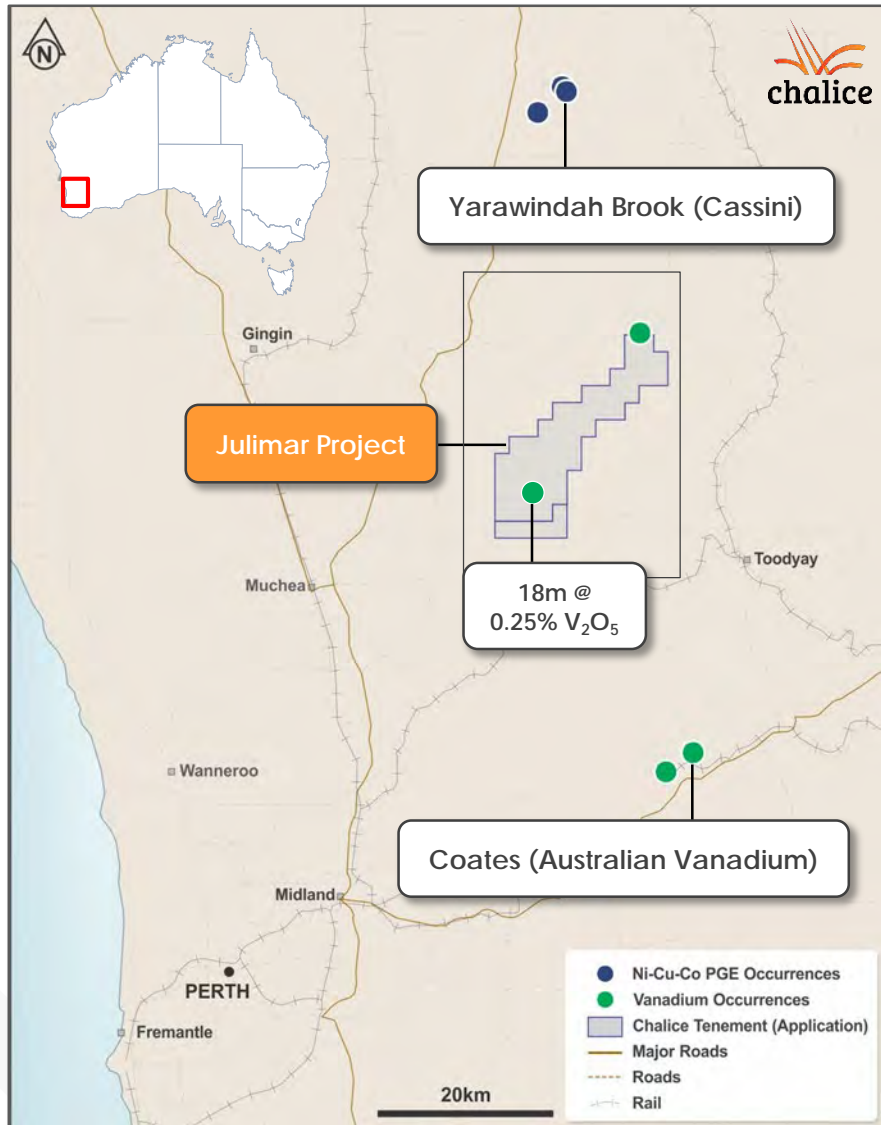 N
chalice
Yarawindah Brook (Cassini)
Gingin
Julimar Project
Toodyay
Muchea
18m @
0.25% V₂O₅
Wanneroo
Coates (Australian Vanadium)
Midland
PERTH
Fremantle
20km
Ni-Cu-Co PGE Occurrences
Vanadium Occurrences
Chalice Tenement (Application)
Major Roads
Roads
Rail